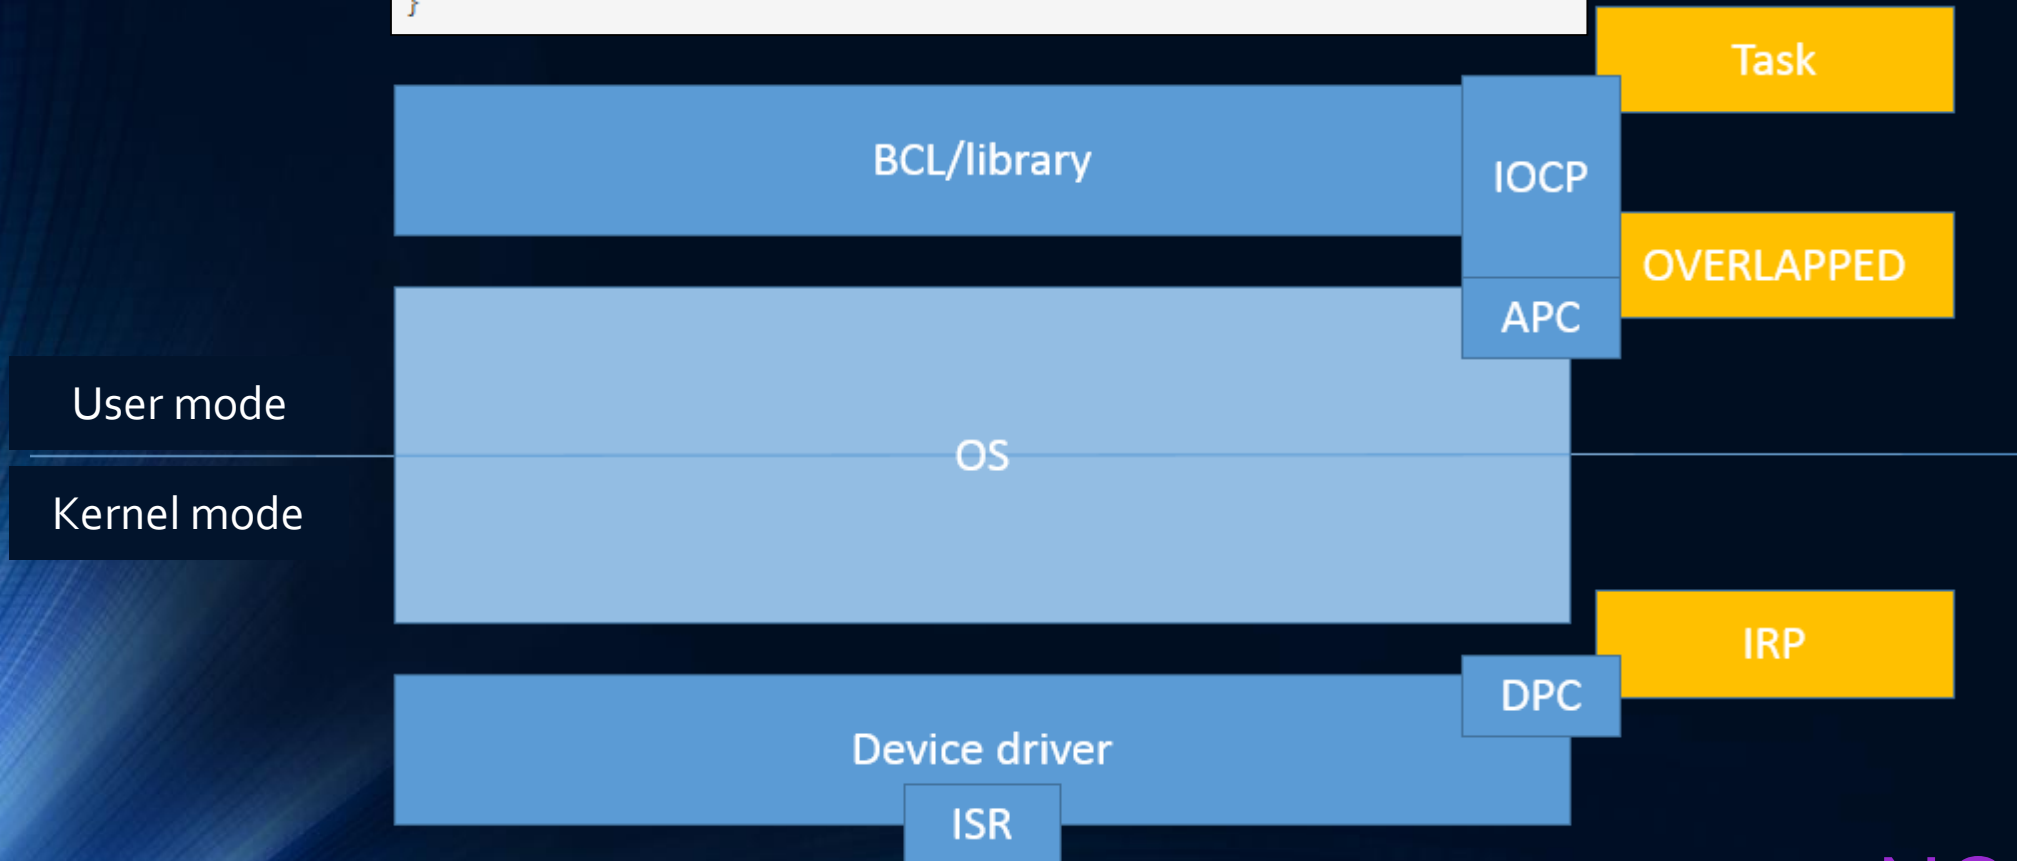 }
Task
BCL/library
IOCP
OVERLAPPED
APC
User mode
OS
Kernel mode
IRP
DPC
Device driver
ISR